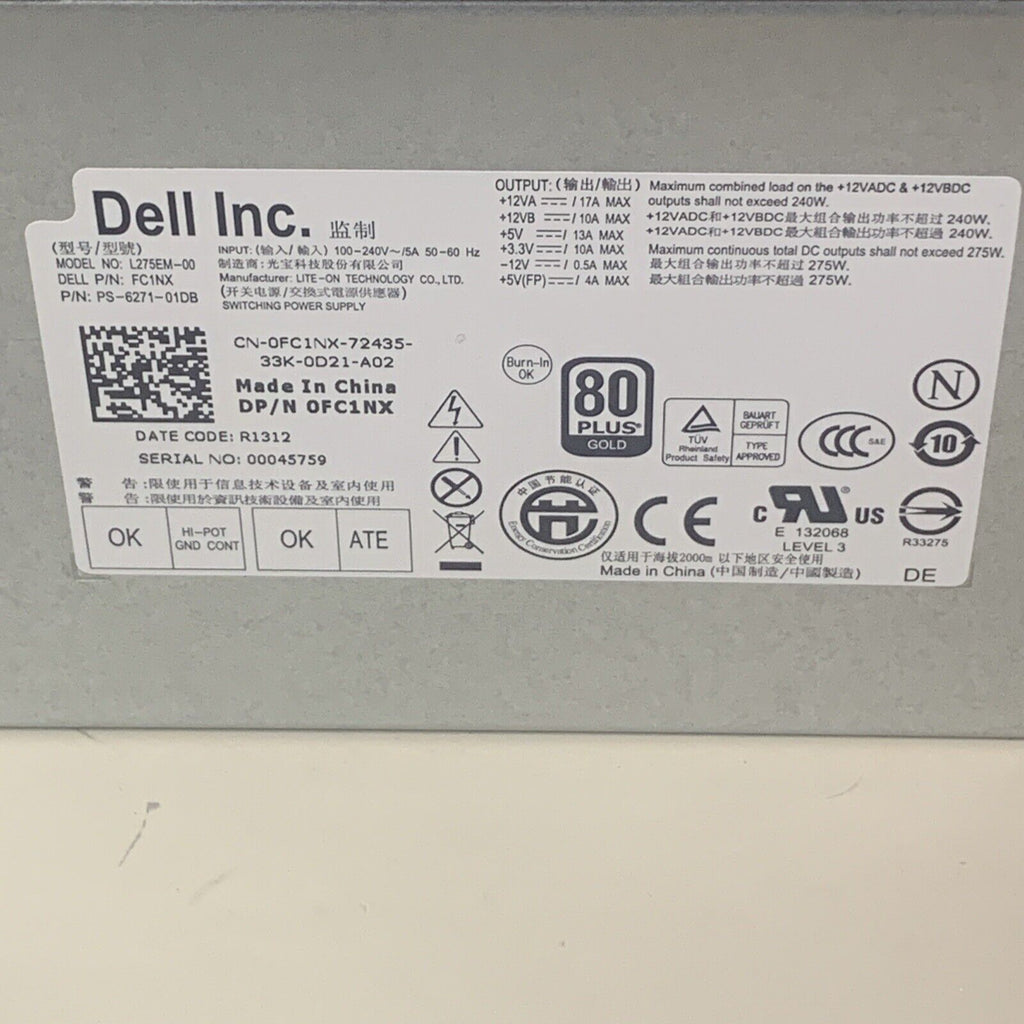 Dell Inc. 监制
(型号/型號)
MODEL NO: L275EM-00
DELL P/N: FC1NX
P/N: PS-6271-01DB
INPUT: (输入/輸入) 100-240V~/5A 50-60 Hz
制造商:光宝科技股份有限公司
Manufacturer: LITE-ON TECHNOLOGY CO., LTD.
(开关电源/交換式電源供應器)
SWITCHING POWER SUPPLY
OUTPUT: (输出/輸出)
+12VA ⎓/ 17A MAX
+12VB ⎓/ 10A MAX
+5V ⎓/ 13A MAX
+3.3V ⎓/ 10A MAX
-12V ⎓/ 0.5A MAX
+5V(FP)⎓/ 4A MAX
Maximum combined load on the +12VADC & +12VBDC
outputs shall not exceed 240W.
+12VADC和+12VBDC最大组合输出功率不超过 240W.
+12VADC和+12VBDC最大組合輸出功率不超過 240W.
Maximum continuous total DC outputs shall not exceed 275W.
最大组合输出功率不超过 275W.
最大組合輸出功率不超過 275W.
CN-0FC1NX-72435-
33K-0D21-A02
Made In China
DP/N 0FC1NX
DATE CODE: R1312
SERIAL NO: 00045759
警 告:限使用于信息技术设备及室内使用
警 告:限使用於資訊技術設備及室內使用
OK
HI-POT
GND CONT
OK
ATE
Burn-In
OK
80
PLUS®
GOLD
TÜV
Rheinland
Product Safety
BAUART
GEPRÜFT
TYPE
APPROVED
CCC S&E
N
10
中国节能认证
Energy Conservation Certification
CE
c RU® US
E 132068
LEVEL 3
R33275
仅适用于海拔2000m 以下地区安全使用
Made in China (中国制造/中國製造)
DE